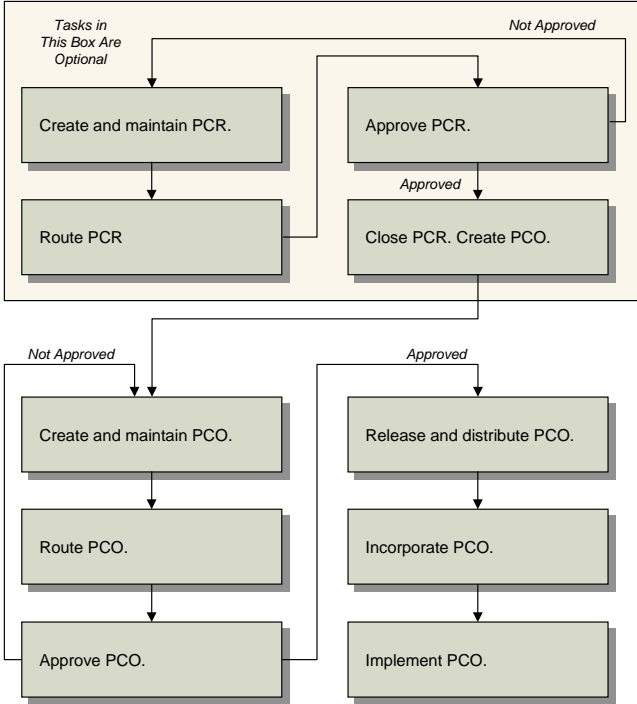 Tasks in
This Box Are
Optional
Not Approved
Create and maintain PCR.
Approve PCR.
Approved
Route PCR
Close PCR. Create PCO.
Not Approved
Approved
Create and maintain PCO.
Release and distribute PCO.
Route PCO.
Incorporate PCO.
Approve PCO.
Implement PCO.